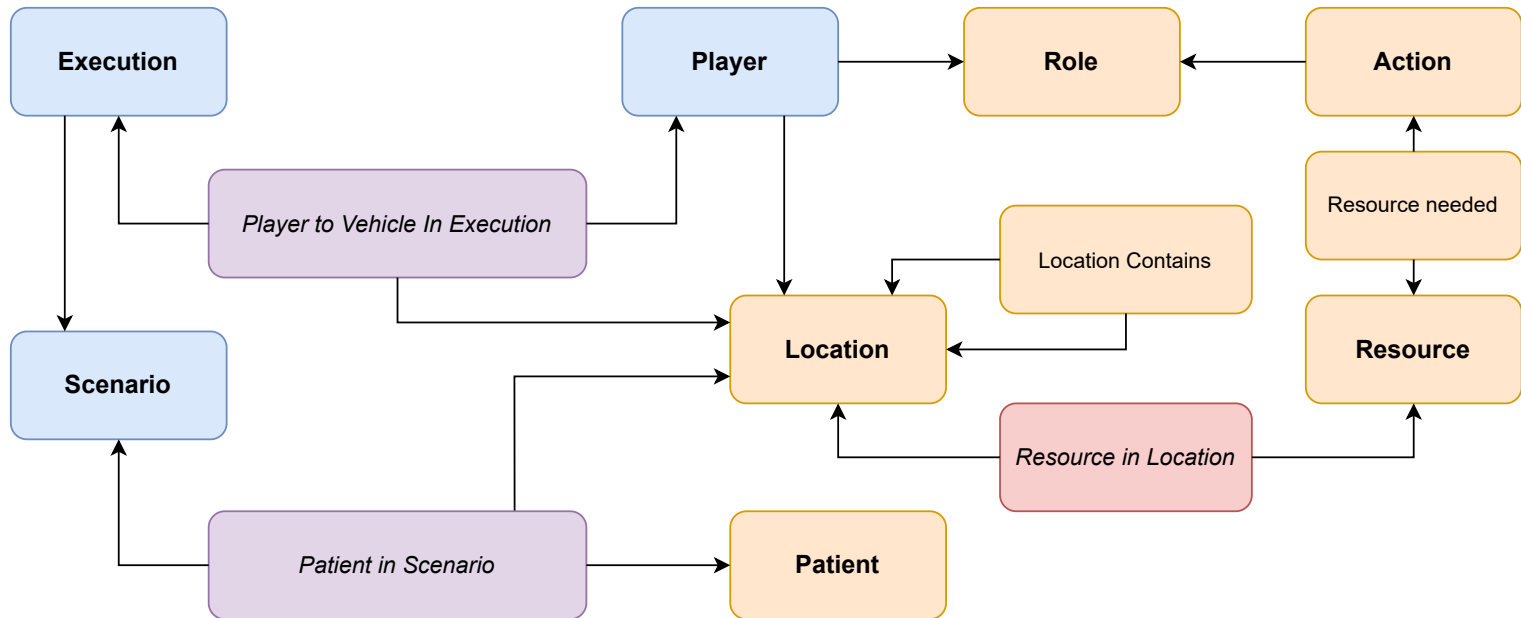 Execution
Player
Role
Action
Player to Vehicle In Execution
Resource needed
Location Contains
Scenario
Location
Resource
Resource in Location
Patient in Scenario
Patient